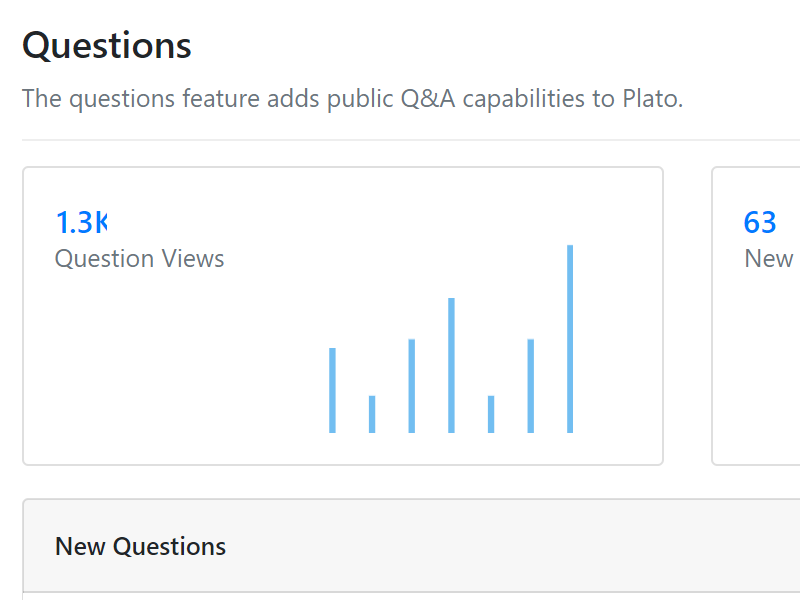 Questions
The questions feature adds public Q&A capabilities to Plato.
1.3K
Question Views
63
New
New Questions